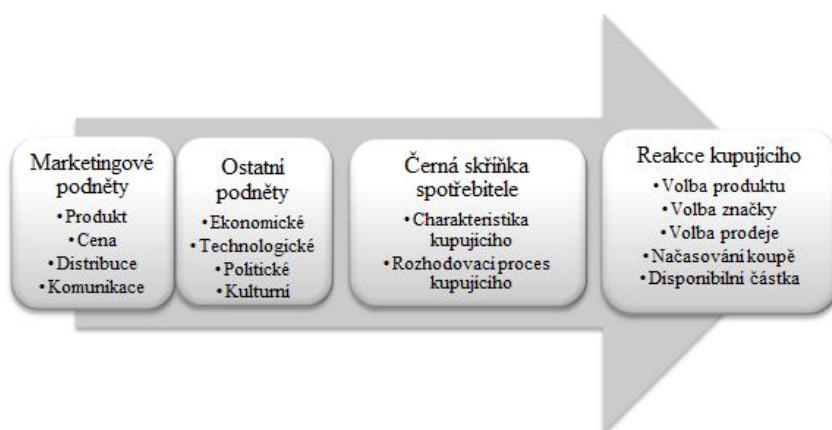 Marketingové
podněty
• Produkt
• Cena
• Distribuce
• Komunikace
Ostatní
podněty
• Ekonomické
• Technologické
• Politické
• Kulturní
Černá skříňka
spotřebitele
• Charakteristika
kupujícího
• Rozhodovací proces
kupujícího
Reakce kupujícího
• Volba produktu
• Volba značky
• Volba prodeje
• Načasování koupě
• Disponibilní částka